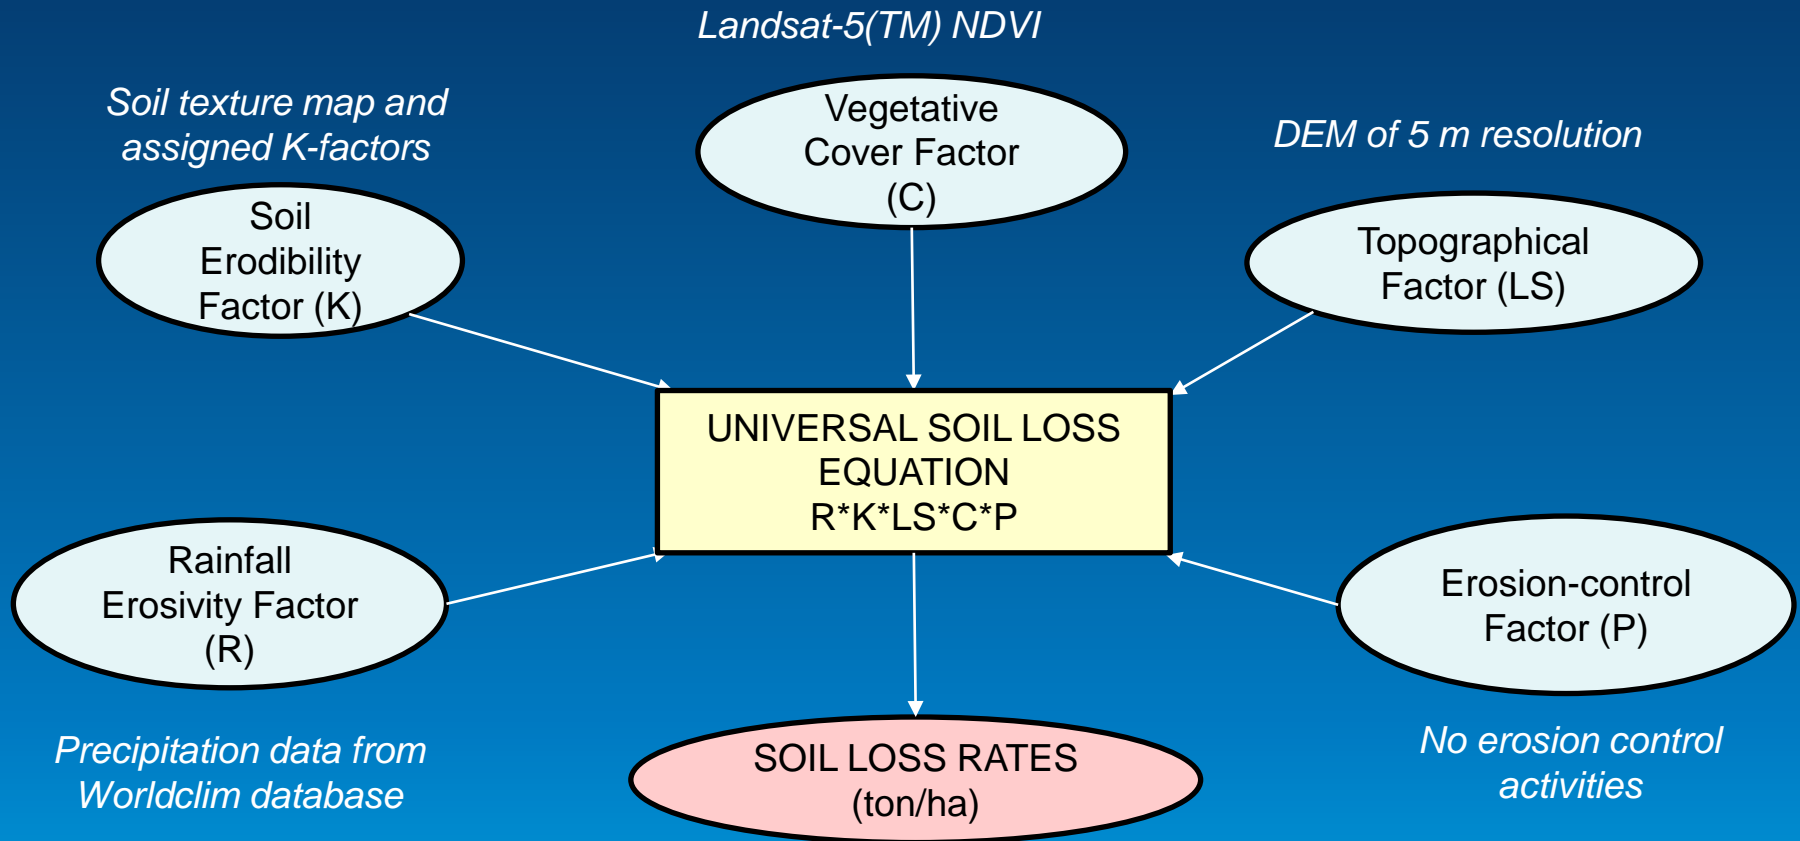 Landsat-5(TM) NDVI
Soil texture map and
assigned K-factors
Vegetative
Cover Factor
(C)
DEM of 5 m resolution
Soil
Erodibility
Factor (K)
Topographical
Factor (LS)
UNIVERSAL SOIL LOSS
EQUATION
R*K*LS*C*P
Rainfall
Erosivity Factor
(R)
Erosion-control
Factor (P)
Precipitation data from
Worldclim database
SOIL LOSS RATES
(ton/ha)
No erosion control
activities